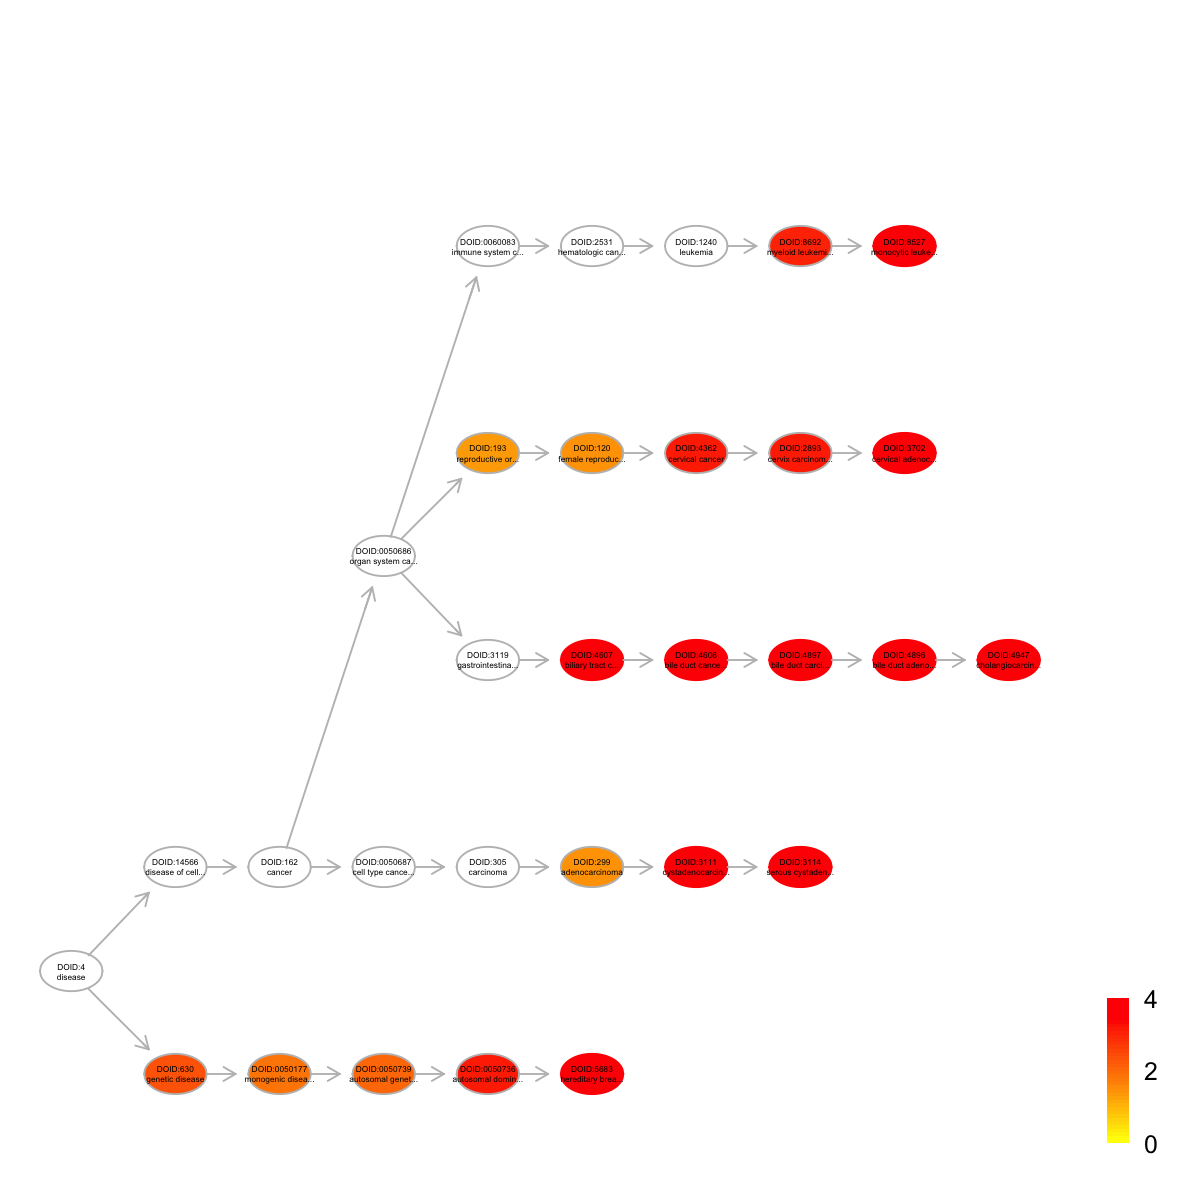 DOID:0060083
immune system c...
DOID:2531
hematologic can...
DOID:1240
leukemia
DOID:8692
myeloid leukemi...
DOID:8527
monocytic leuke...
DOID:193
reproductive or...
DOID:120
female reproduc...
DOID:4362
cervical cancer
DOID:2893
cervix carcinom...
DOID:3702
cervical adenoc...
DOID:0050686
organ system ca...
DOID:3119
gastrointestina...
DOID:4607
biliary tract c...
DOID:4606
bile duct cance...
DOID:4897
bile duct carci...
DOID:4896
bile duct adeno...
DOID:4947
cholangiocarcin...
DOID:14566
disease of cell...
DOID:162
cancer
DOID:0050687
cell type cance...
DOID:305
carcinoma
DOID:299
adenocarcinoma
DOID:3111
cystadenocarcin...
DOID:3114
serous cystaden...
DOID:4
disease
DOID:630
genetic disease
DOID:0050177
monogenic disea...
DOID:0050739
autosomal genet...
DOID:0050736
autosomal domin...
DOID:5683
hereditary brea...
4
2
0